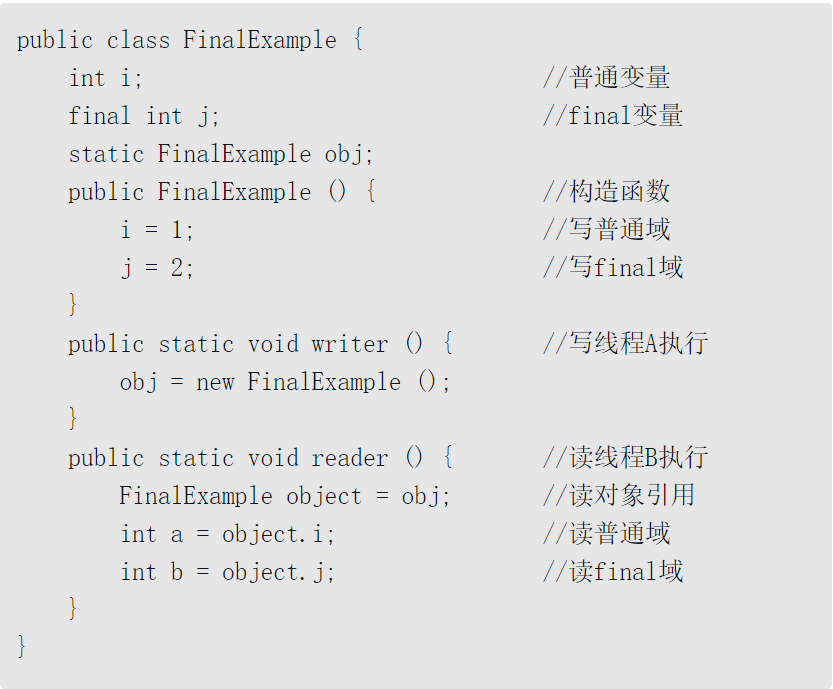 public class FinalExample {
int i; //普通变量
final int j; //final变量
static FinalExample obj;
public FinalExample () { //构造函数
i = 1; //写普通域
j = 2; //写final域
}
public static void writer () { //写线程A执行
obj = new FinalExample ();
}
public static void reader () { //读线程B执行
FinalExample object = obj; //读对象引用
int a = object.i; //读普通域
int b = object.j; //读final域
}
}